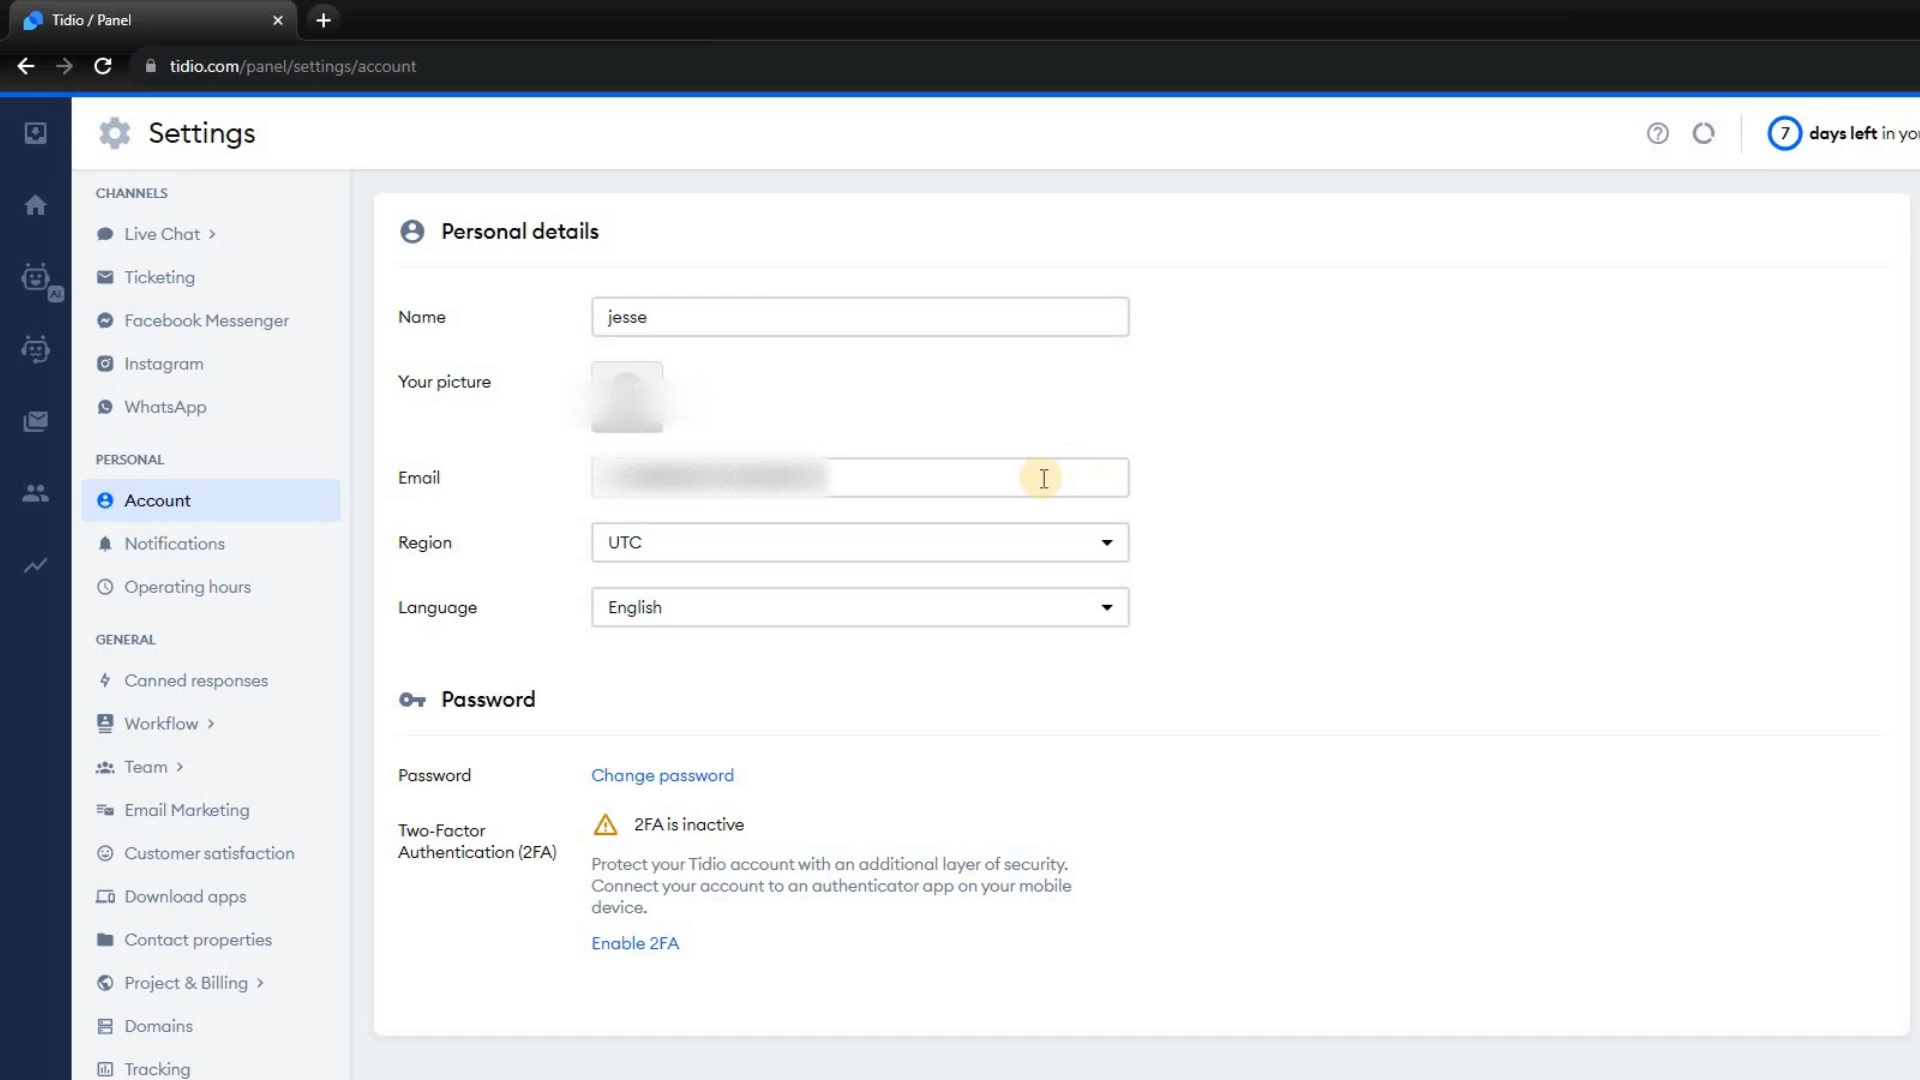 Tidio / Panel
tidio.com/panel/settings/account
Settings
7 days left in you
CHANNELS
Live Chat
Ticketing
Facebook Messenger
Instagram
WhatsApp
PERSONAL
Account
Notifications
Operating hours
GENERAL
Canned responses
Workflow
Team
Email Marketing
Customer satisfaction
Download apps
Contact properties
Project & Billing
Domains
Tracking
AI
Personal details
Name
jesse
Your picture
Email
Region
UTC
Language
English
Password
Password
Change password
Two-Factor
Authentication (2FA)
2FA is inactive
Protect your Tidio account with an additional layer of security.
Connect your account to an authenticator app on your mobile
device.
Enable 2FA